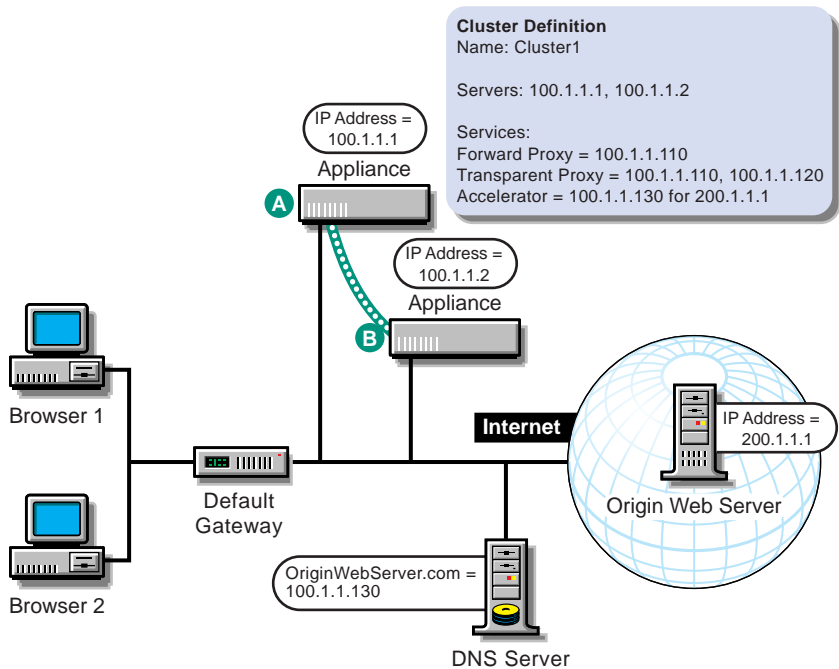 Cluster Definition
Name: Cluster1
Servers: 100.1.1.1, 100.1.1.2
Services:
Forward Proxy = 100.1.1.110
Transparent Proxy = 100.1.1.110, 100.1.1.120
Accelerator = 100.1.1.130 for 200.1.1.1
IP Address =
100.1.1.1
Appliance
A
IP Address =
100.1.1.2
Appliance
B
Browser 1
Internet
IP Address =
200.1.1.1
Default
Gateway
Origin Web Server
OriginWebServer.com =
100.1.1.130
Browser 2
DNS Server